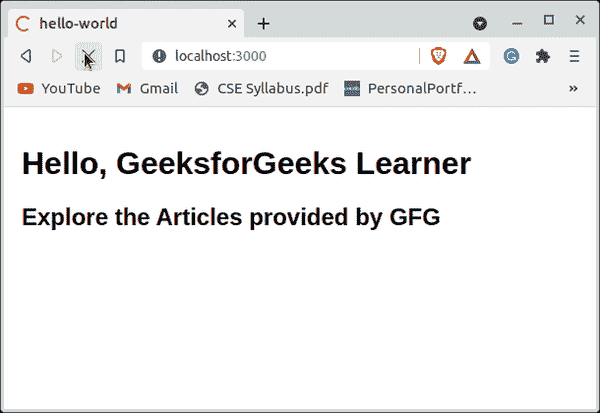 hello-world
localhost:3000
YouTube Gmail CSE Syllabus.pdf PersonalPortf...
Hello, GeeksforGeeks Learner
Explore the Articles provided by GFG